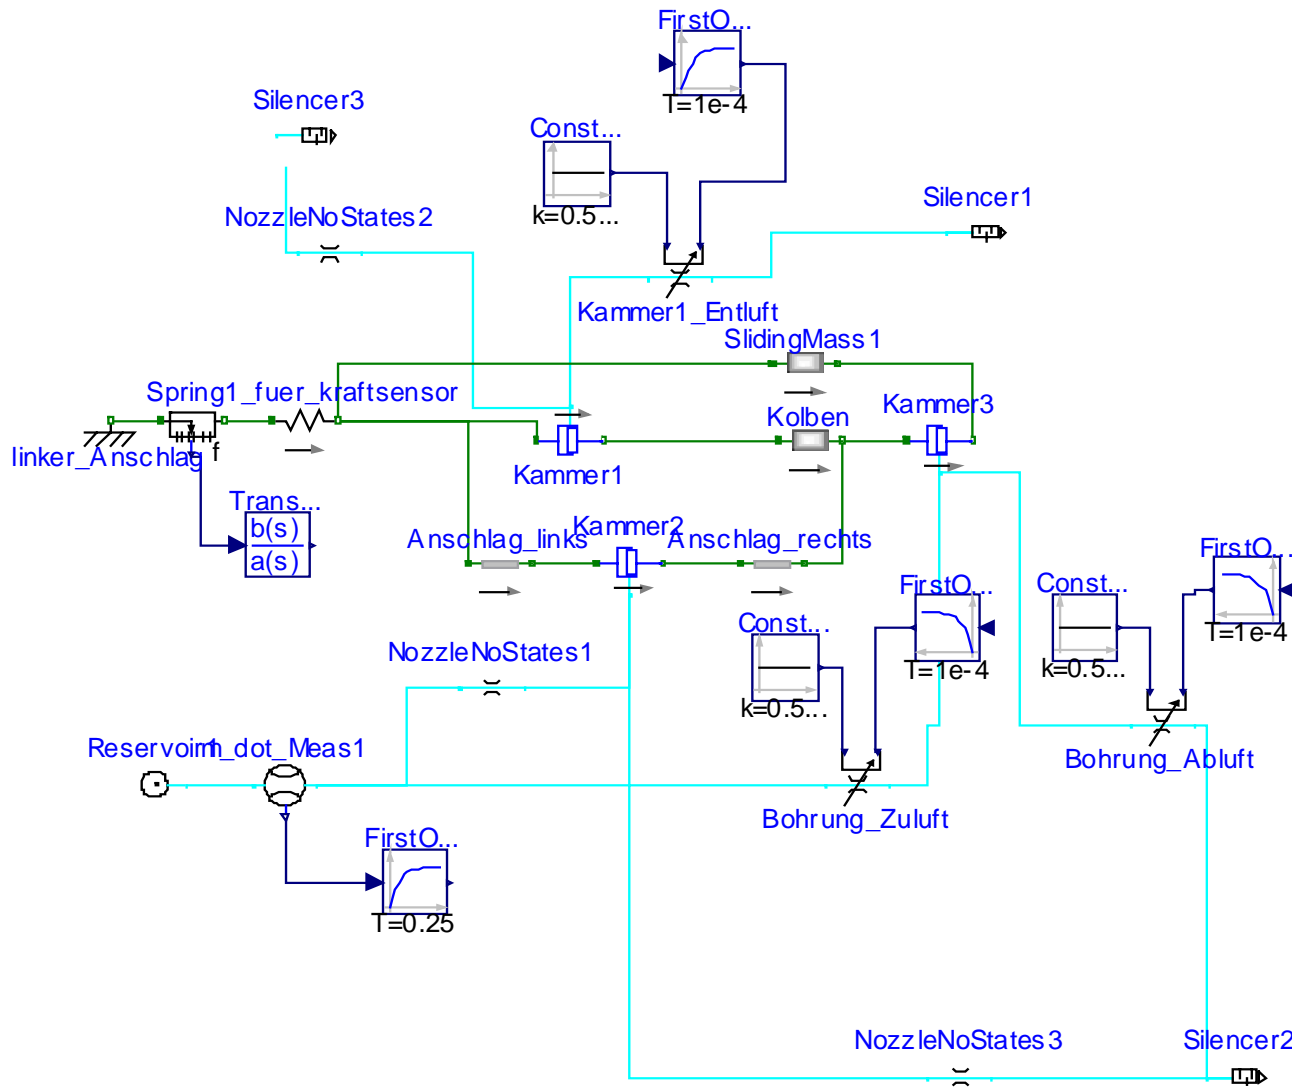 FirstO...
T=1e-4
Silencer3
Const...
k=0.5...
NozzleNoStates2
Silencer1
Kammer1_Entluft
SlidingMass1
Spring1_fuer_kraftsensor
Kolben
Kammer3
linker_Anschlag
f
Kammer1
Trans...
b(s)
a(s)
Anschlag_links
Kammer2
Anschlag_rechts
FirstO...
T=1e-4
Const...
k=0.5...
FirstO...
T=1e-4
Const...
k=0.5...
NozzleNoStates1
Bohrung_Abluft
m_dot_Meas1
Bohrung_Zuluft
FirstO...
T=0.25
NozzleNoStates3
Silencer2